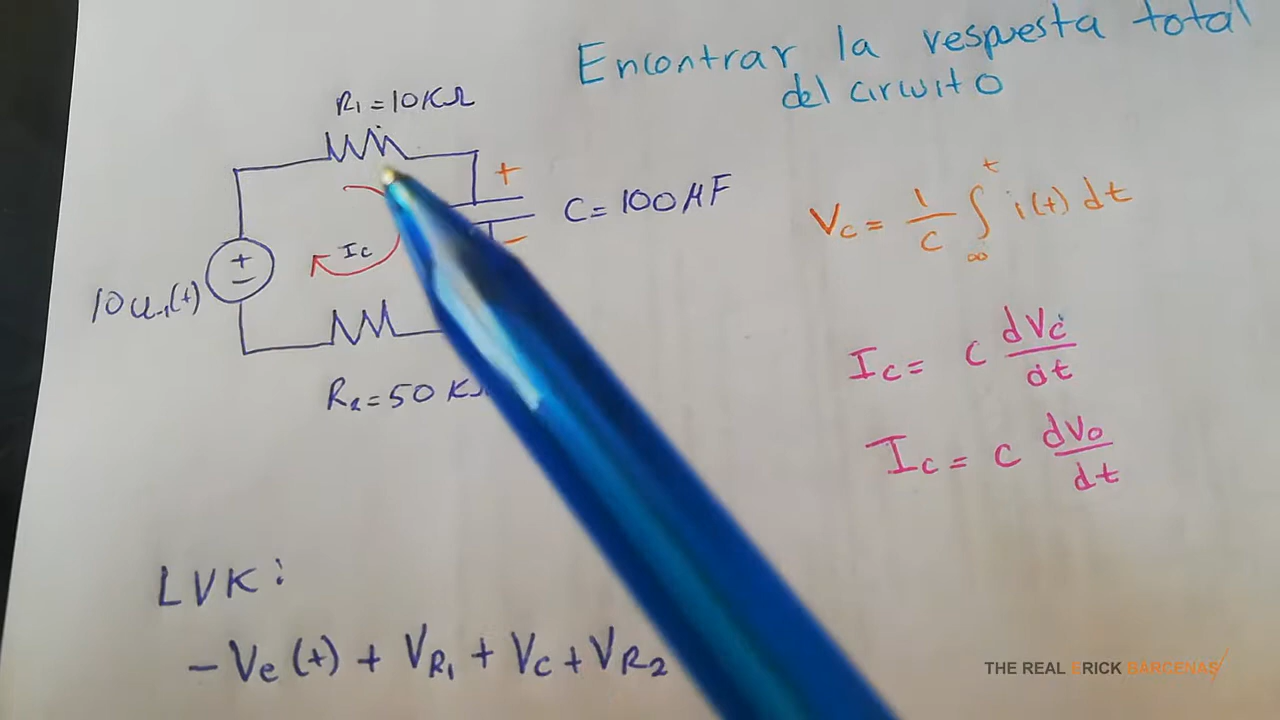 Encontrar la respuesta total
del circuito
R₁=10KΩ
+
C=100μF
Vc= 1/c ∫ t ∞ i(t) dt
Ic
+
−
−
10u₋₁(t)
Ic= c dVc/dt
R₂=50 K
Ic= c dVo/dt
LVK:
-Ve(t) + VR₁ + Vc + VR2
THE REAL ERICK BARCENAS